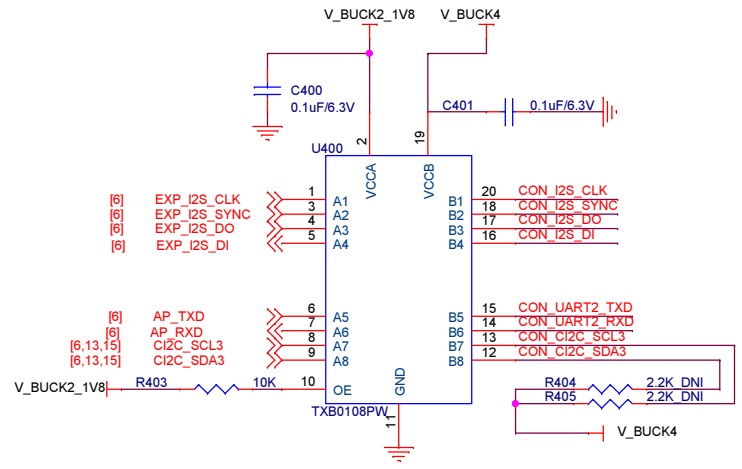 V_BUCK2_1V8 V_BUCK4
C400
0.1uF/6.3V
C401 0.1uF/6.3V
2 19
U400
VCCA VCCB
[6] EXP_I2S_CLK 1 A1 B1 20 CON_I2S_CLK
[6] EXP_I2S_SYNC 3 A2 B2 18 CON_I2S_SYNC
[6] EXP_I2S_DO 4 A3 B3 17 CON_I2S_DO
[6] EXP_I2S_DI 5 A4 B4 16 CON_I2S_DI
[6] AP_TXD 6 A5 B5 15 CON_UART2_TXD
[6] AP_RXD 7 A6 B6 14 CON_UART2_RXD
[6,13,15] CI2C_SCL3 8 A7 B7 13 CON_CI2C_SCL3
[6,13,15] CI2C_SDA3 9 A8 B8 12 CON_CI2C_SDA3
V_BUCK2_1V8 R403 10K 10 OE GND
R404 2.2K_DNI
R405 2.2K_DNI
TXB0108PW
11
V_BUCK4